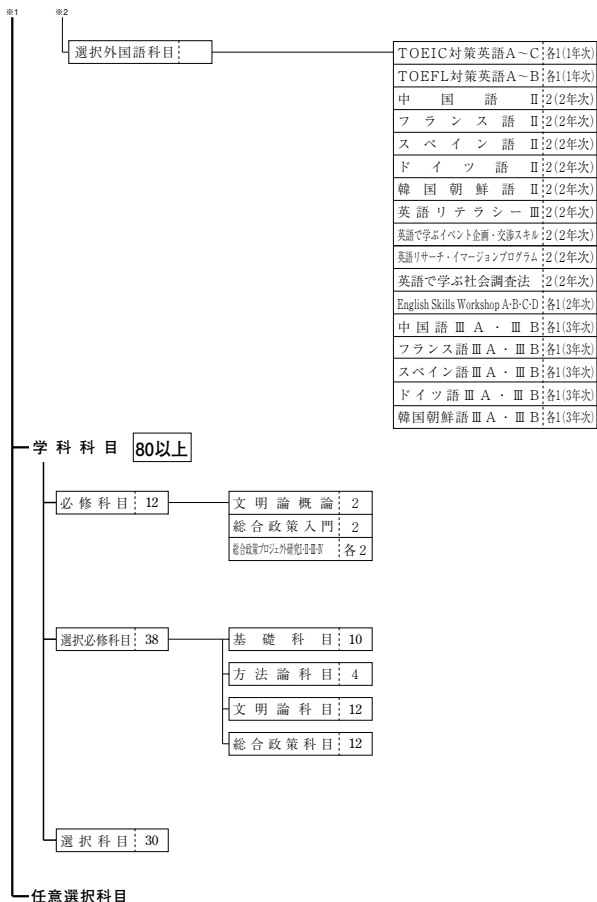 ※1 ※2
選択外国語科目
TOEIC対策英語A～C 各1(1年次)
TOEFL対策英語A～B 各1(1年次)
中国語Ⅱ 2(2年次)
フランス語Ⅱ 2(2年次)
スペイン語Ⅱ 2(2年次)
ドイツ語Ⅱ 2(2年次)
韓国朝鮮語Ⅱ 2(2年次)
英語リテラシーⅢ 2(2年次)
英語で学ぶイベント企画・交渉スキル 2(2年次)
英語リサーチ・イマージョンプログラム 2(2年次)
英語で学ぶ社会調査法 2(2年次)
English Skills Workshop A・B・C・D 各1(2年次)
中国語ⅢA・ⅢB 各1(3年次)
フランス語ⅢA・ⅢB 各1(3年次)
スペイン語ⅢA・ⅢB 各1(3年次)
ドイツ語ⅢA・ⅢB 各1(3年次)
韓国朝鮮語ⅢA・ⅢB 各1(3年次)
学科科目 80以上
必修科目 12
文明論概論 2
総合政策入門 2
総合政策プロジェクト研究Ⅰ・Ⅱ・Ⅲ・Ⅳ 各2
選択必修科目 38
基礎科目 10
方法論科目 4
文明論科目 12
総合政策科目 12
選択科目 30
任意選択科目